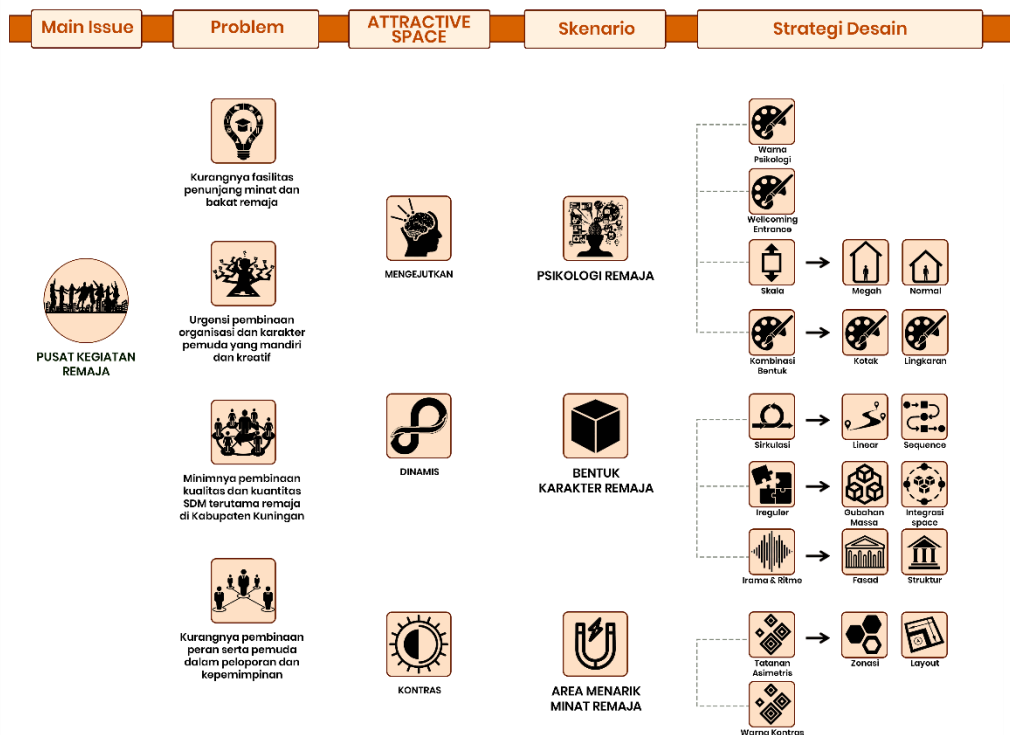 Main Issue
Problem
ATTRACTIVE
SPACE
Skenario
Strategi Desain
PUSAT KEGIATAN
REMAJA
Kurangnya fasilitas
penunjang minat dan
bakat remaja
Urgensi pembinaan
organisasi dan karakter
pemuda yang mandiri
dan kreatif
Minimnya pembinaan
kualitas dan kuantitas
SDM terutama remaja
di Kabupaten Kuningan
Kurangnya pembinaan
peran serta pemuda
dalam peloporan dan
kepemimpinan
MENGEJUTKAN
DINAMIS
KONTRAS
PSIKOLOGI REMAJA
BENTUK
KARAKTER REMAJA
AREA MENARIK
MINAT REMAJA
Warna
Psikologi
Wellcoming
Entrance
Skala
Megah
Normal
Kombinasi
Bentuk
Kotak
Lingkaran
Sirkulasi
Linear
Sequence
Ireguler
Gubahan
Massa
Integrasi
space
Irama & Ritme
Fasad
Struktur
Tatanan
Asimetris
Zonasi
Layout
Warna Kontras